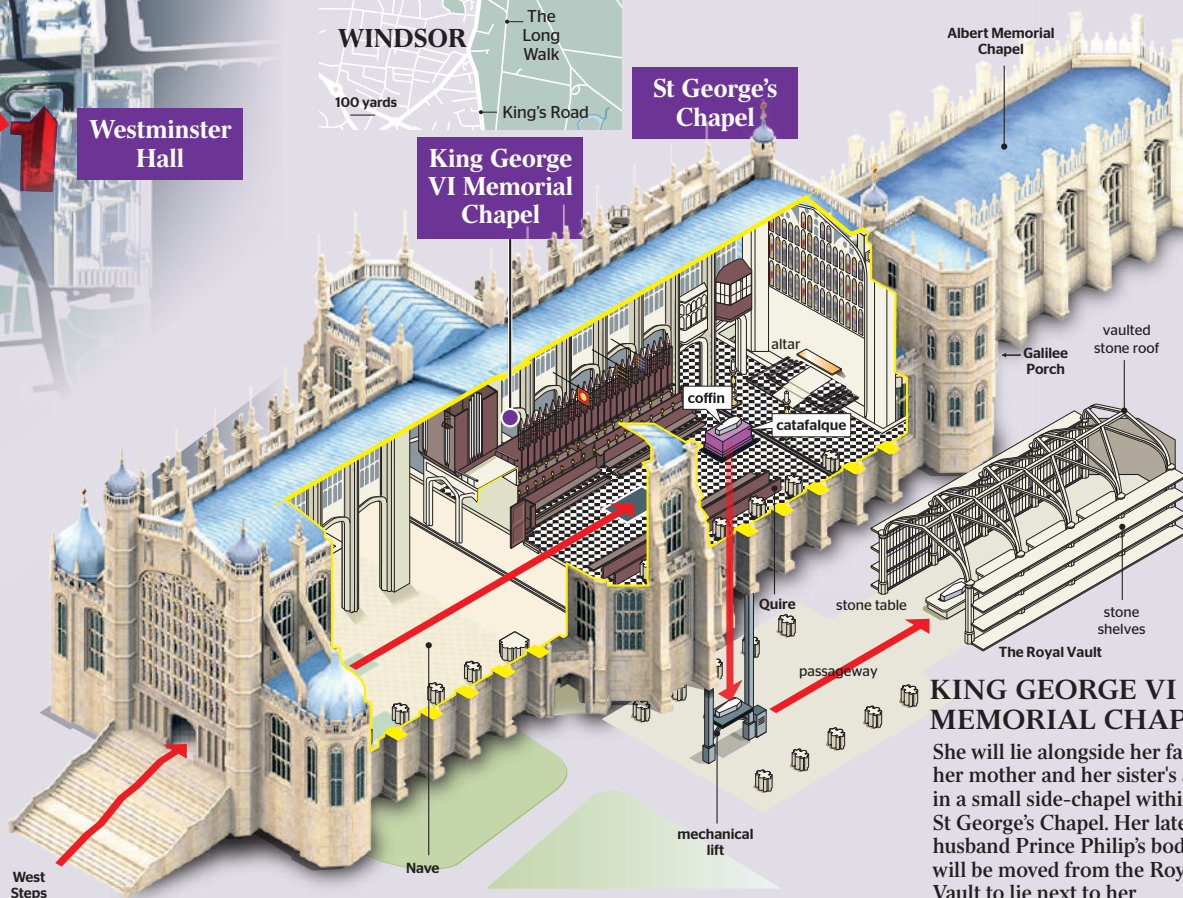 The
Long
Walk
WINDSOR
100 yards
King's Road
1
Westminster
Hall
St George's
Chapel
Albert Memorial
Chapel
King George
VI Memorial
Chapel
altar
Galilee
Porch
vaulted
stone roof
coffin
catafalque
Quire
stone table
stone
shelves
The Royal Vault
passageway
mechanical
lift
Nave
West
Steps
KING GEORGE VI
MEMORIAL CHAP
She will lie alongside her fa
her mother and her sister's a
in a small side-chapel within
St George's Chapel. Her late
husband Prince Philip's bod
will be moved from the Roy
Vault to lie next to her